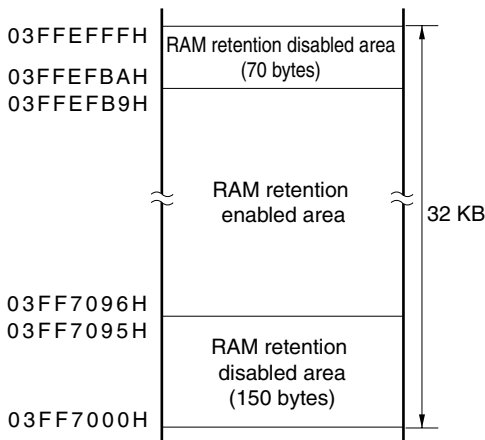 03FFEFFFH
RAM retention disabled area
(70 bytes)
03FFEFBAH
03FFEFB9H
RAM retention
enabled area
32 KB
03FF7096H
03FF7095H
RAM retention
disabled area
(150 bytes)
03FF7000H